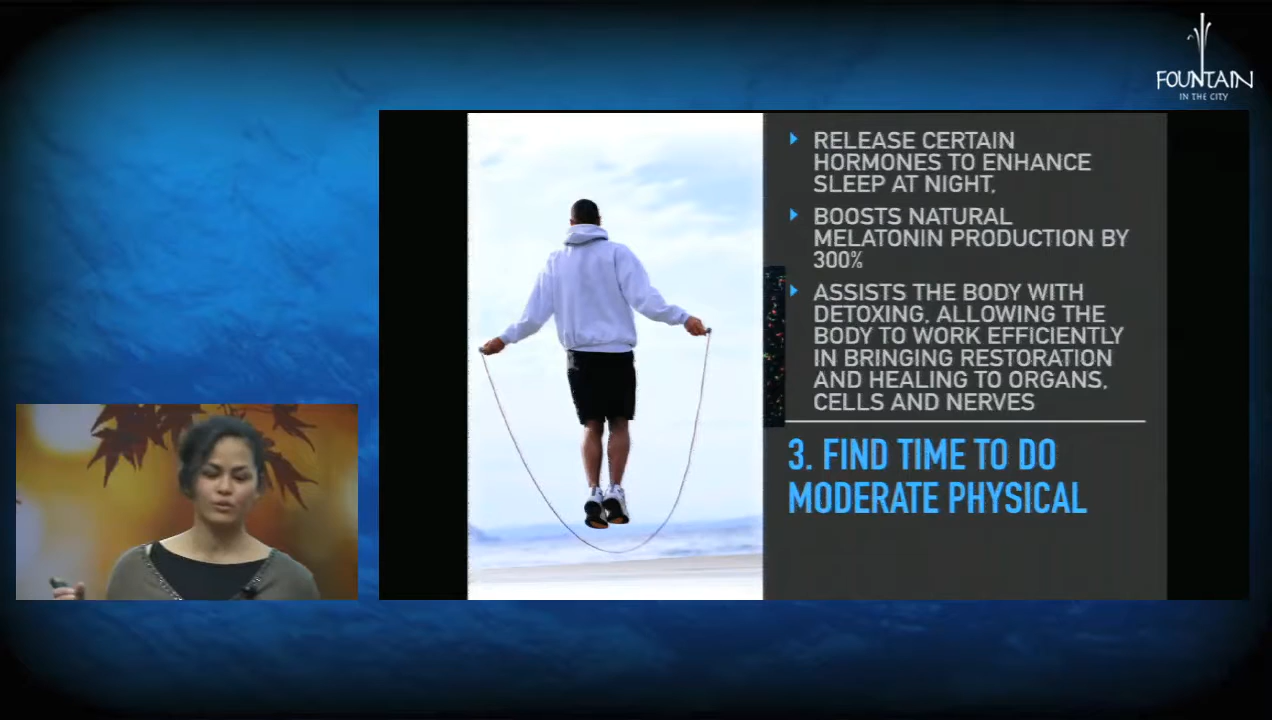 FOUNTAIN
IN THE CITY
RELEASE CERTAIN
HORMONES TO ENHANCE
SLEEP AT NIGHT,
BOOSTS NATURAL
MELATONIN PRODUCTION BY
300%
ASSISTS THE BODY WITH
DETOXING, ALLOWING THE
BODY TO WORK EFFICIENTLY
IN BRINGING RESTORATION
AND HEALING TO ORGANS,
CELLS AND NERVES
3. FIND TIME TO DO
MODERATE PHYSICAL